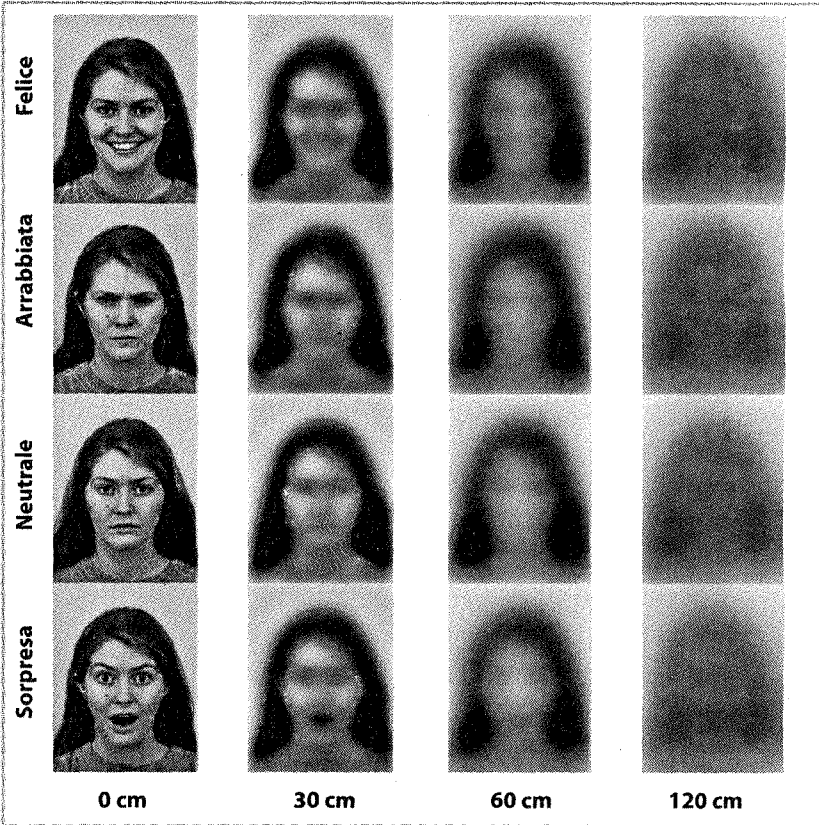 Felice
Arrabbiata
Neutrale
Sorpresa
0 cm
30 cm
60 cm
120 cm